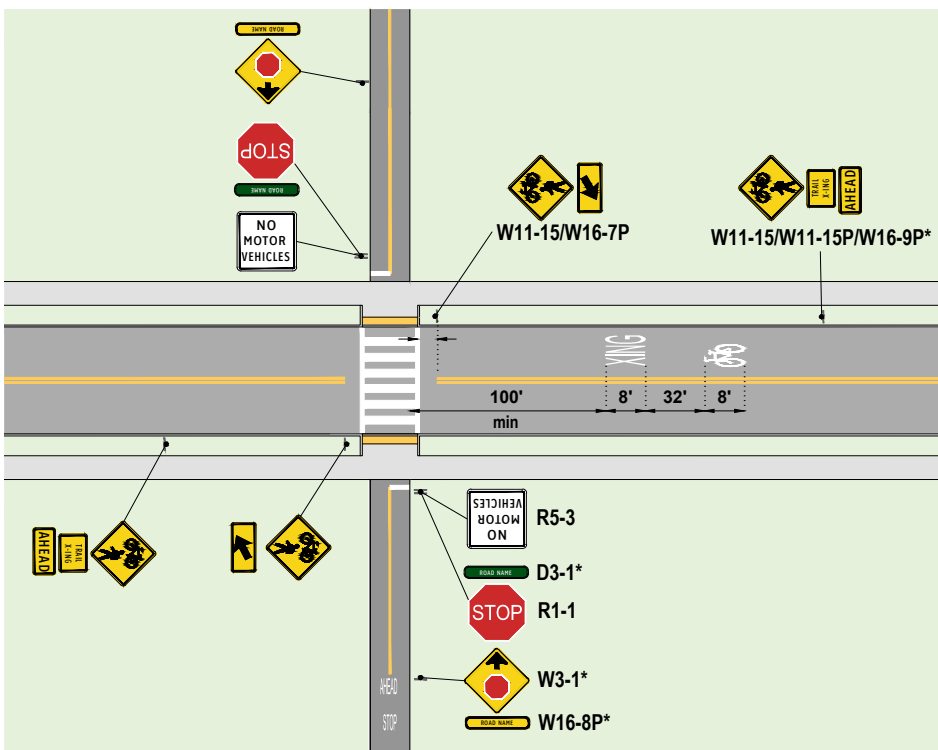 ROAD NAME
STOP
ROAD NAME
NO
MOTOR
VEHICLES
W11-15/W16-7P
TRAIL
X-ING
AHEAD
W11-15/W11-15P/W16-9P*
XING
100'
min
8'
32'
8'
AHEAD
TRAIL
X-ING
NO
MOTOR
VEHICLES
R5-3
ROAD NAME
D3-1*
STOP
R1-1
W3-1*
ROAD NAME
W16-8P*
AHEAD
STOP